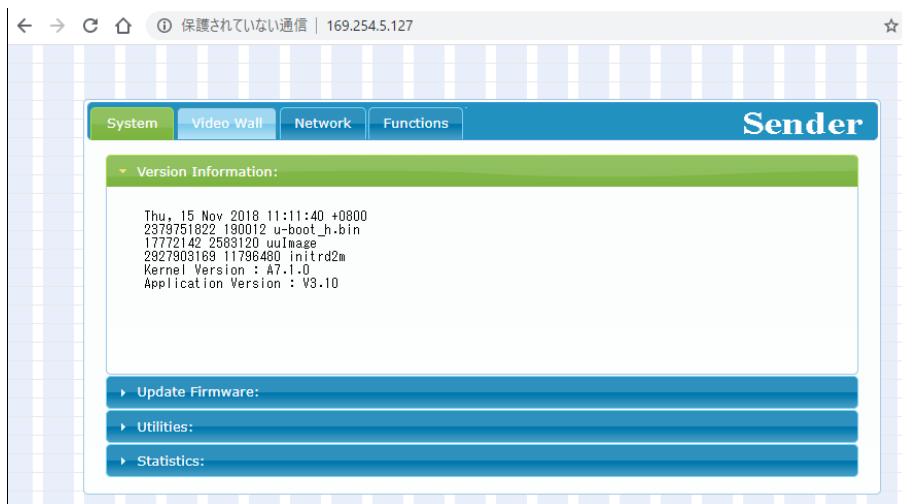 保護されていない通信 | 169.254.5.127
System Video Wall Network Functions Sender
Version Information:
Thu, 15 Nov 2018 11:11:40 +0800
2379751822 190012 u-boot_h.bin
17772142 2583120 uuImage
2927903169 11796480 initrd2m
Kernel Version : A7.1.0
Application Version : V3.10
Update Firmware:
Utilities:
Statistics: